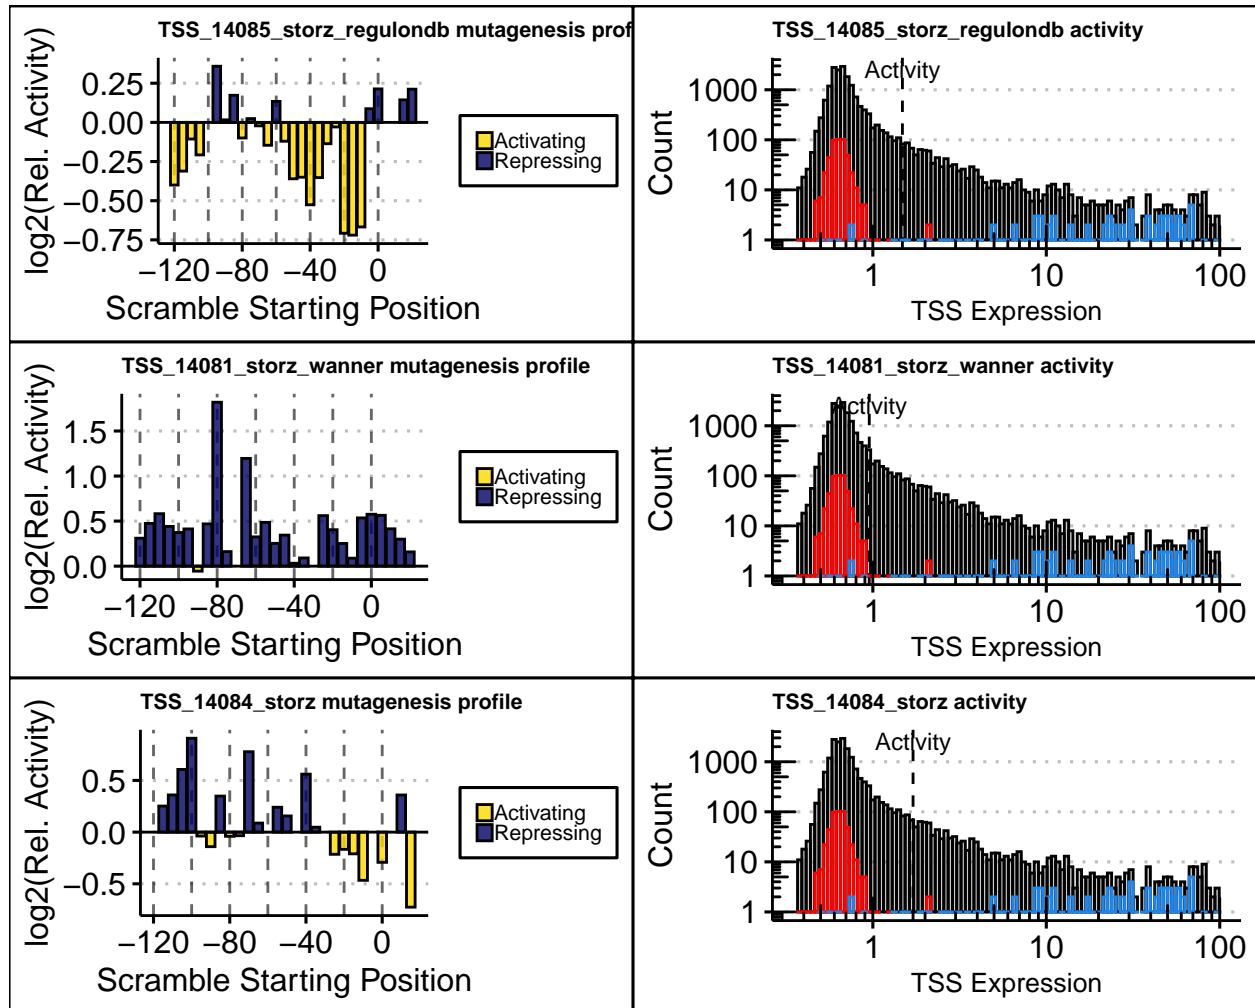 TSS_14085_storz_regulondb mutagenesis prof
log2(Rel. Activity)
0.25
0.00
−0.25
−0.50
−0.75
−120 −80 −40 0
Scramble Starting Position
Activating
Repressing
TSS_14085_storz_regulondb activity
Activity
Count
1000
100
10
1
1 10 100
TSS Expression
TSS_14081_storz_wanner mutagenesis profile
log2(Rel. Activity)
1.5
1.0
0.5
0.0
−120 −80 −40 0
Scramble Starting Position
Activating
Repressing
TSS_14081_storz_wanner activity
Activity
Count
1000
100
10
1
1 10 100
TSS Expression
TSS_14084_storz mutagenesis profile
log2(Rel. Activity)
0.5
0.0
−0.5
−120 −80 −40 0
Scramble Starting Position
Activating
Repressing
TSS_14084_storz activity
Activity
Count
1000
100
10
1
1 10 100
TSS Expression